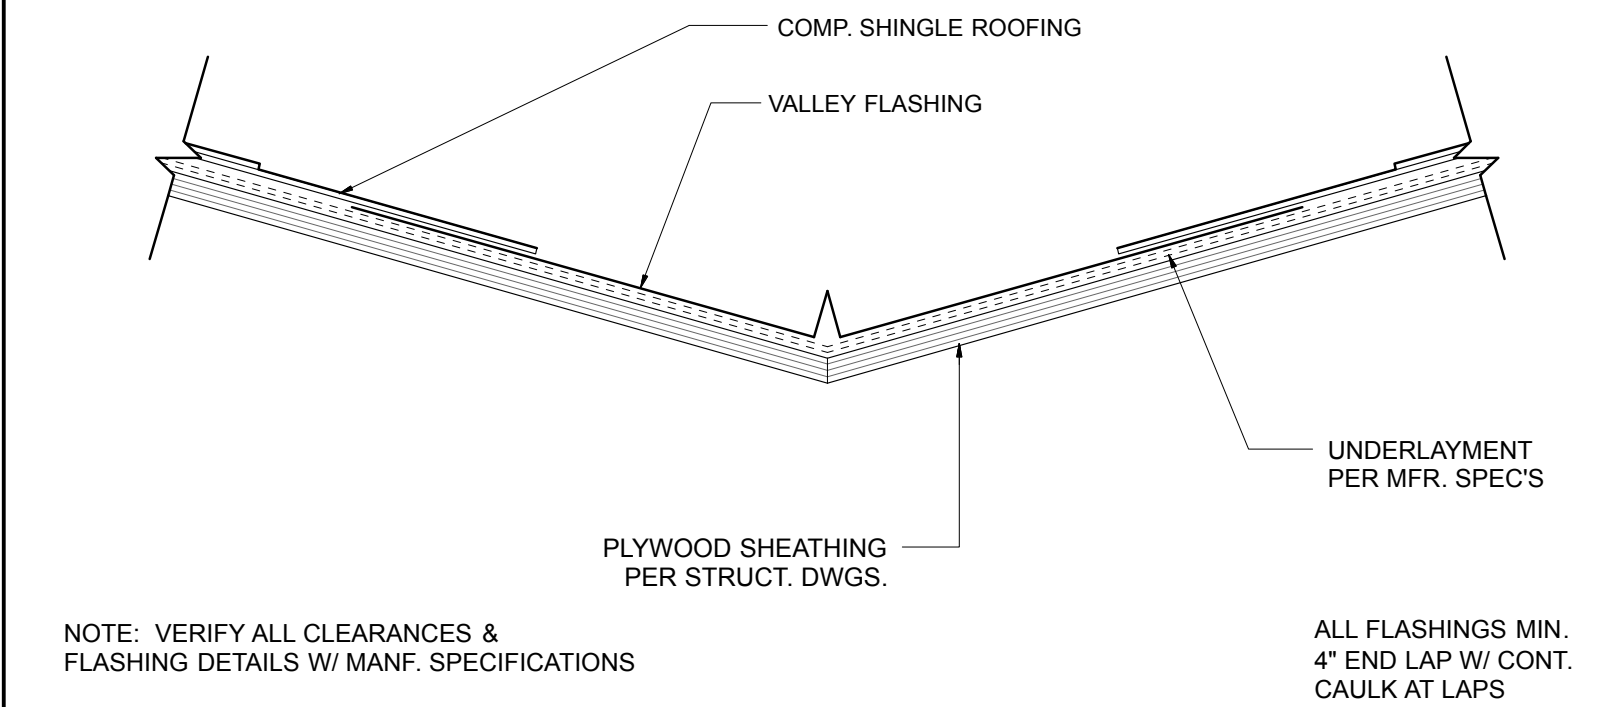 COMP. SHINGLE ROOFING
VALLEY FLASHING
UNDERLAYMENT
PER MFR. SPEC'S
PLYWOOD SHEATHING
PER STRUCT. DWGS.
NOTE: VERIFY ALL CLEARANCES &
FLASHING DETAILS W/ MANF. SPECIFICATIONS
ALL FLASHINGS MIN.
4" END LAP W/ CONT.
CAULK AT LAPS